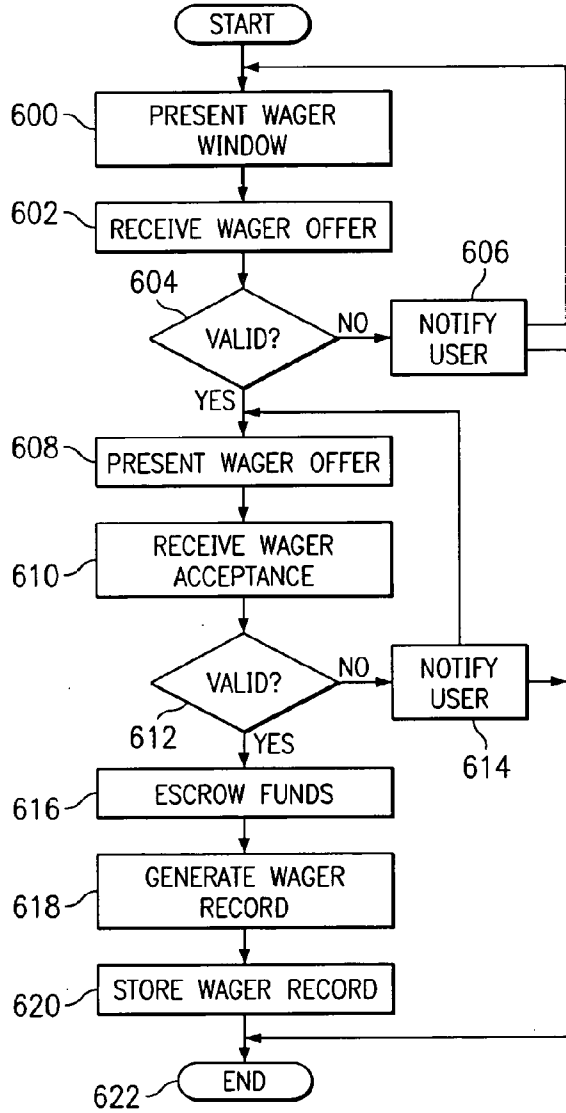 START
600
PRESENT WAGER
WINDOW
602
RECEIVE WAGER OFFER
604
VALID?
NO
606
NOTIFY
USER
YES
608
PRESENT WAGER OFFER
610
RECEIVE WAGER
ACCEPTANCE
612
VALID?
NO
NOTIFY
USER
614
YES
616
ESCROW FUNDS
618
GENERATE WAGER
RECORD
620
STORE WAGER RECORD
622
END